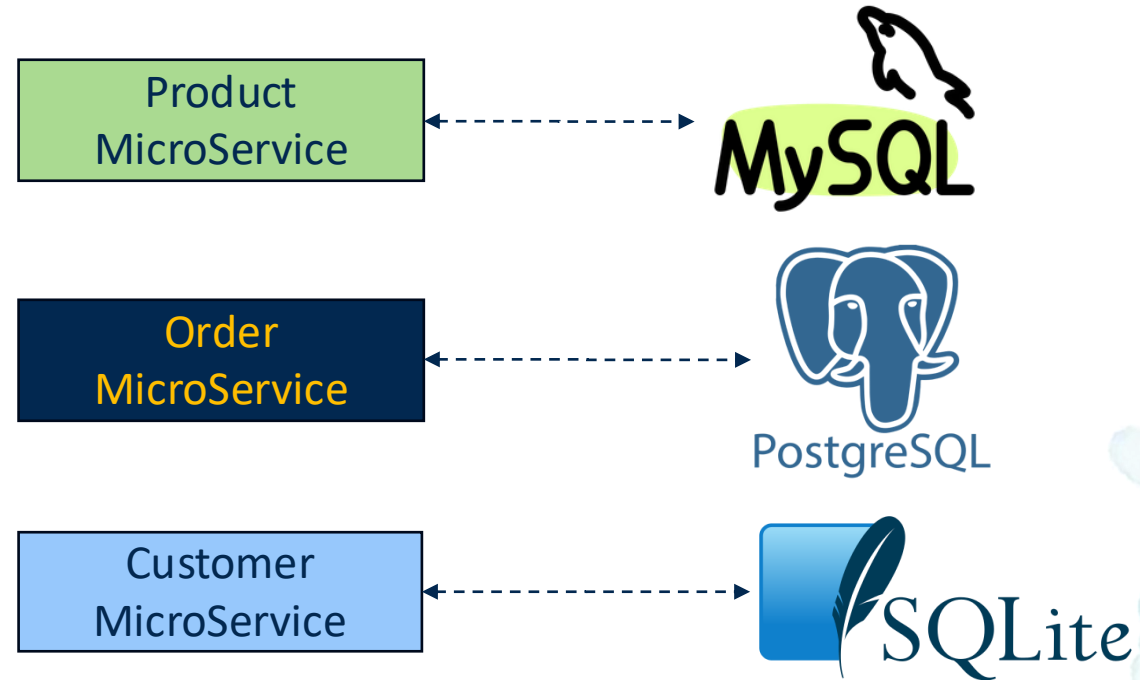 Product
MicroService
MySQL
Order
MicroService
PostgreSQL
Customer
MicroService
SQLite